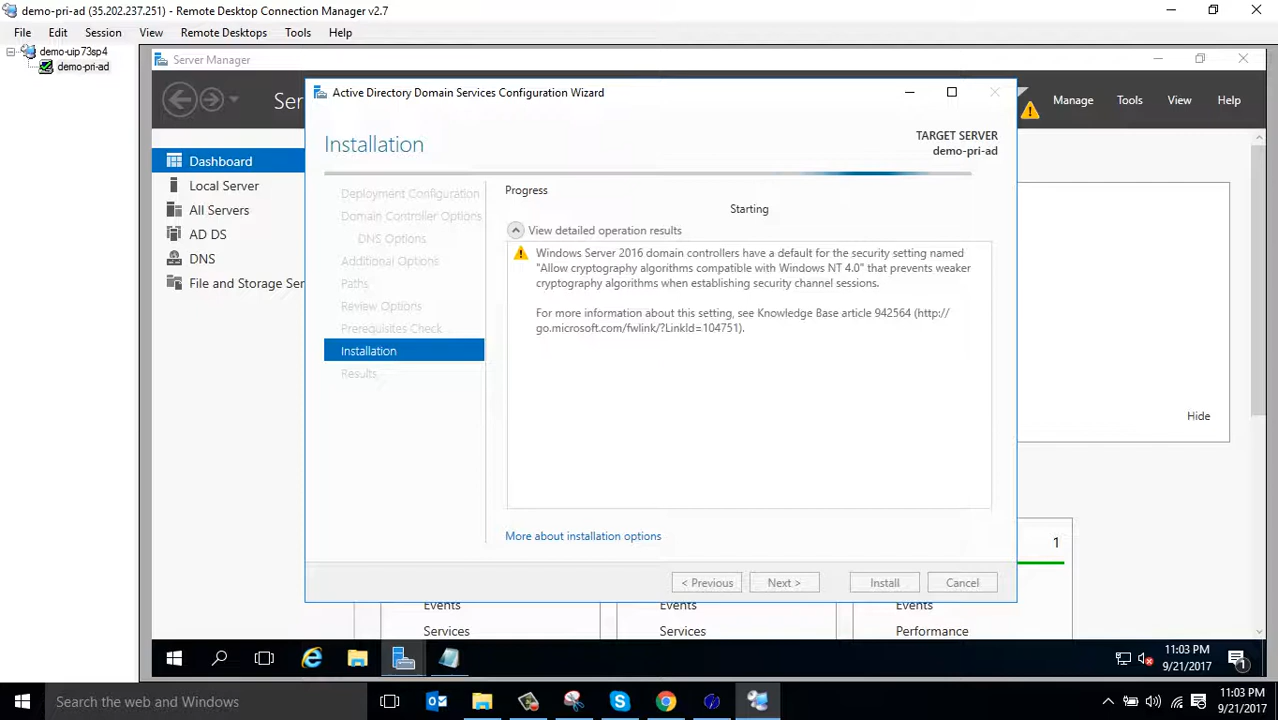 demo-pri-ad (35.202.237.251) - Remote Desktop Connection Manager v2.7
File Edit Session View Remote Desktops Tools Help
demo-uip73sp4
demo-pri-ad
Server Manager
Ser
Manage Tools View Help
Dashboard
Local Server
All Servers
AD DS
DNS
File and Storage Ser
Active Directory Domain Services Configuration Wizard
Installation
TARGET SERVER
demo-pri-ad
Deployment Configuration
Domain Controller Options
DNS Options
Additional Options
Paths
Review Options
Prerequisites Check
Installation
Results
Progress
Starting
View detailed operation results
Windows Server 2016 domain controllers have a default for the security setting named
"Allow cryptography algorithms compatible with Windows NT 4.0" that prevents weaker
cryptography algorithms when establishing security channel sessions.
For more information about this setting, see Knowledge Base article 942564 (http://
go.microsoft.com/fwlink/?LinkId=104751).
More about installation options
< Previous Next > Install Cancel
Hide
1
Events Events Events
Services Services Performance
11:03 PM
9/21/2017
1
Search the web and Windows
11:03 PM
9/21/2017